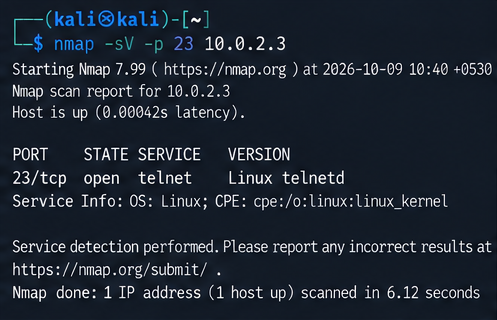 ┌──(kali㉿kali)-[~]
└─$ nmap -sV -p 23 10.0.2.3
Starting Nmap 7.99 ( https://nmap.org ) at 2026-10-09 10:40 +0530
Nmap scan report for 10.0.2.3
Host is up (0.00042s latency).
PORT STATE SERVICE VERSION
23/tcp open telnet Linux telnetd
Service Info: OS: Linux; CPE: cpe:/o:linux:linux_kernel
Service detection performed. Please report any incorrect results at
https://nmap.org/submit/ .
Nmap done: 1 IP address (1 host up) scanned in 6.12 seconds